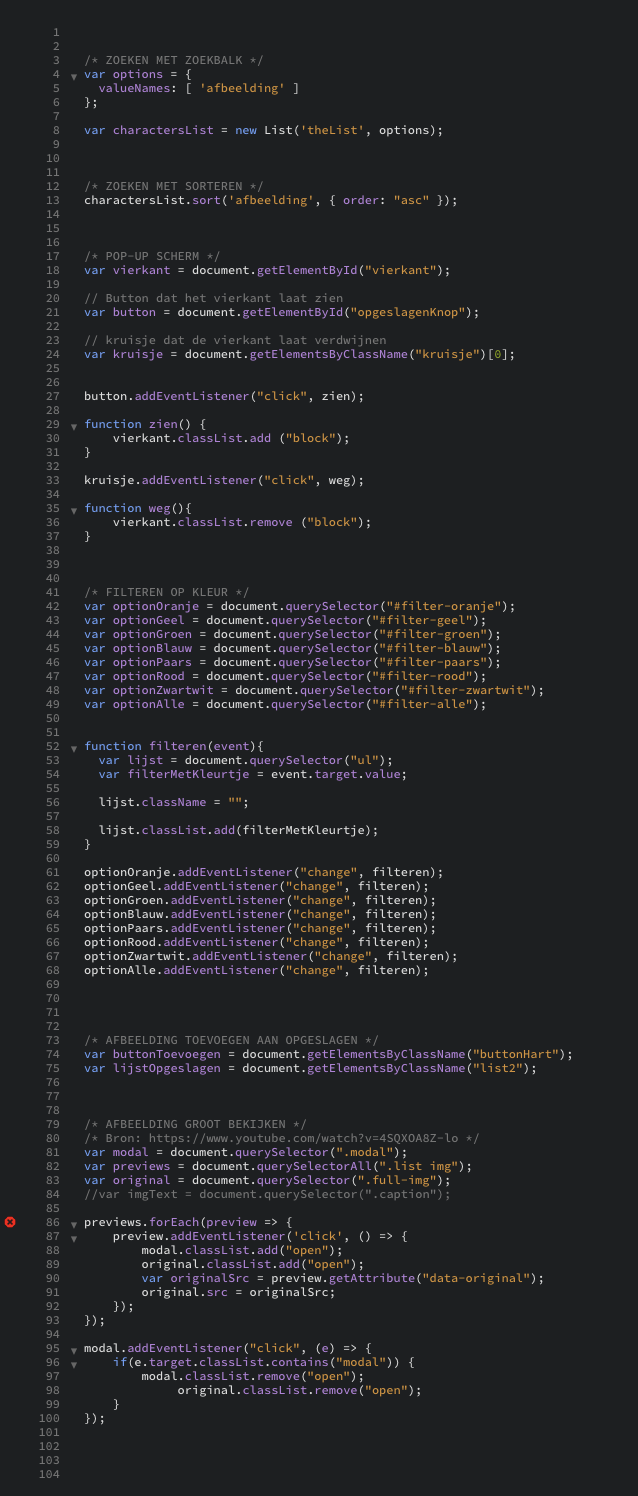 1
2
3 /* ZOEKEN MET ZOEKBALK */
4 ▼ var options = {
5   valueNames: [ 'afbeelding' ]
6 };
7
8 var charactersList = new List('theList', options);
9
10
11
12 /* ZOEKEN MET SORTEREN */
13 charactersList.sort('afbeelding', { order: "asc" });
14
15
16
17 /* POP-UP SCHERM */
18 var vierkant = document.getElementById("vierkant");
19
20 // Button dat het vierkant laat zien
21 var button = document.getElementById("opgeslagenKnop");
22
23 // kruisje dat de vierkant laat verdwijnen
24 var kruisje = document.getElementsByClassName("kruisje")[0];
25
26
27 button.addEventListener("click", zien);
28
29 ▼ function zien() {
30     vierkant.classList.add ("block");
31 }
32
33 kruisje.addEventListener("click", weg);
34
35 ▼ function weg(){
36     vierkant.classList.remove ("block");
37 }
38
39
40
41 /* FILTEREN OP KLEUR */
42 var optionOranje = document.querySelector("#filter-oranje");
43 var optionGeel = document.querySelector("#filter-geel");
44 var optionGroen = document.querySelector("#filter-groen");
45 var optionBlauw = document.querySelector("#filter-blauw");
46 var optionPaars = document.querySelector("#filter-paars");
47 var optionRood = document.querySelector("#filter-rood");
48 var optionZwartwit = document.querySelector("#filter-zwartwit");
49 var optionAlle = document.querySelector("#filter-alle");
50
51
52 ▼ function filteren(event){
53   var lijst = document.querySelector("ul");
54   var filterMetKleurtje = event.target.value;
55
56   lijst.className = "";
57
58   lijst.classList.add(filterMetKleurtje);
59 }
60
61 optionOranje.addEventListener("change", filteren);
62 optionGeel.addEventListener("change", filteren);
63 optionGroen.addEventListener("change", filteren);
64 optionBlauw.addEventListener("change", filteren);
65 optionPaars.addEventListener("change", filteren);
66 optionRood.addEventListener("change", filteren);
67 optionZwartwit.addEventListener("change", filteren);
68 optionAlle.addEventListener("change", filteren);
69
70
71
72
73 /* AFBEELDING TOEVOEGEN AAN OPGESLAGEN */
74 var buttonToevoegen = document.getElementsByClassName("buttonHart");
75 var lijstOpgeslagen = document.getElementsByClassName("list2");
76
77
78
79 /* AFBEELDING GROOT BEKIJKEN */
80 /* Bron: https://www.youtube.com/watch?v=4SQXOA8Z-lo */
81 var modal = document.querySelector(".modal");
82 var previews = document.querySelectorAll(".list img");
83 var original = document.querySelector(".full-img");
84 //var imgText = document.querySelector(".caption");
85
86 ▼ previews.forEach(preview => {
87 ▼     preview.addEventListener('click', () => {
88         modal.classList.add("open");
89         original.classList.add("open");
90         var originalSrc = preview.getAttribute("data-original");
91         original.src = originalSrc;
92     });
93 });
94
95 ▼ modal.addEventListener("click", (e) => {
96 ▼     if(e.target.classList.contains("modal")) {
97         modal.classList.remove("open");
98              original.classList.remove("open");
99     }
100 });
101
102
103
104